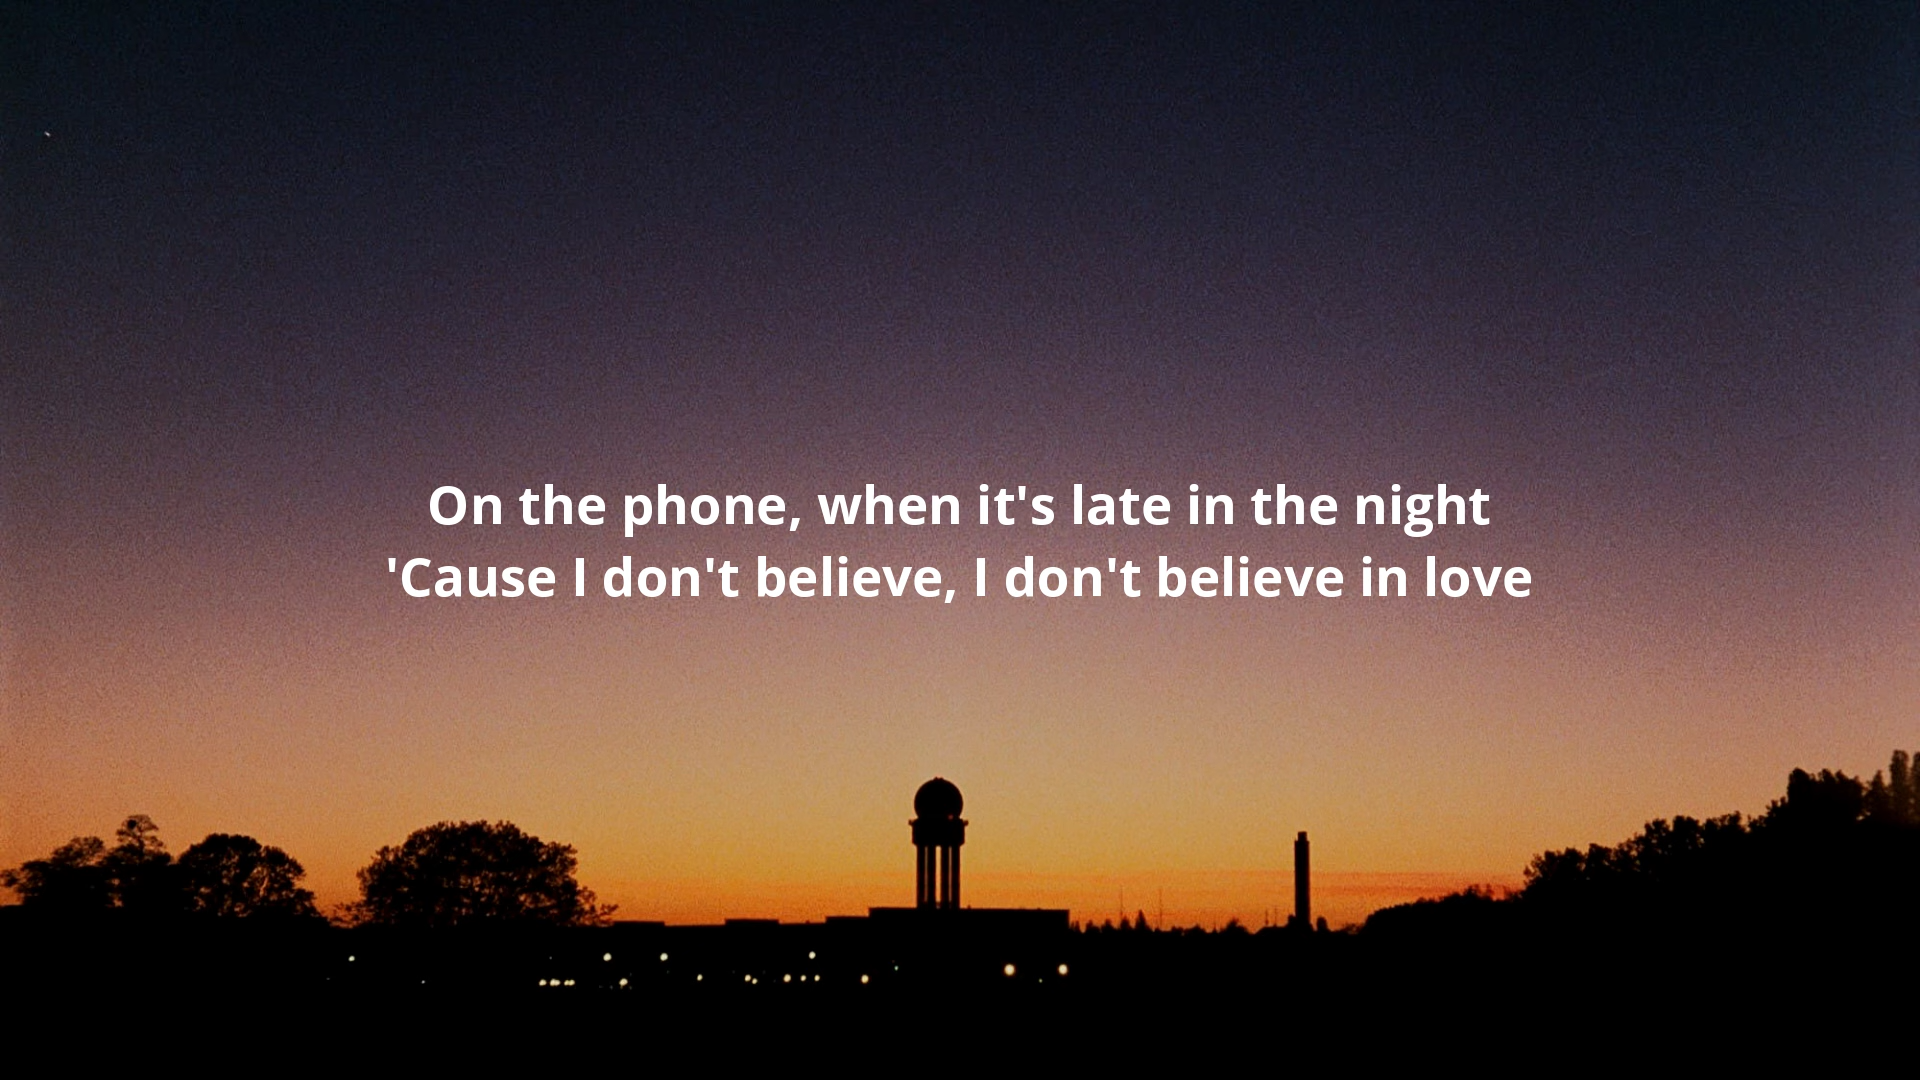 On the phone, when it's late in the night
'Cause I don't believe, I don't believe in love